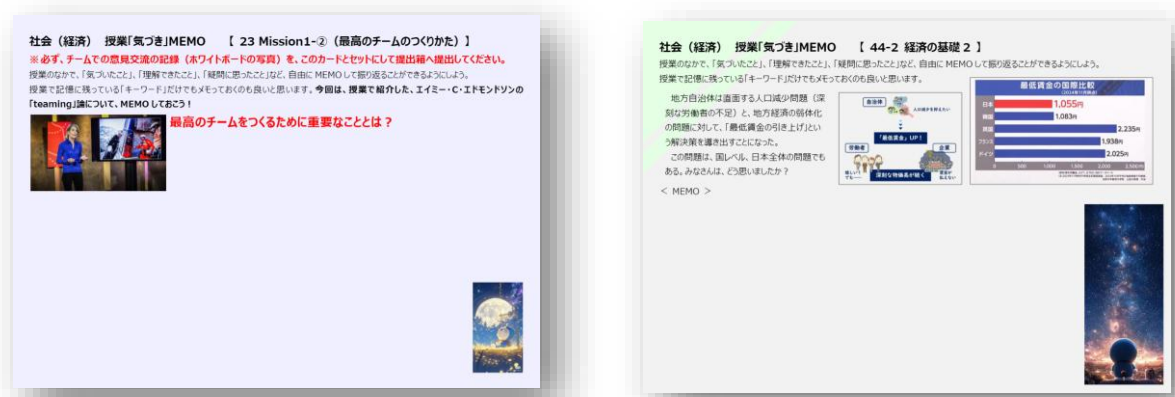 社会（経済） 授業「気づき」MEMO 【 23 Mission1-②（最高のチームのつくりかた）】
※必ず、チームでの意見交流の記録（ホワイトボードの写真）を、このカードとセットにして提出箱へ提出してください。
授業のなかで、「気づいたこと」、「理解できたこと」、「疑問に思ったこと」など、自由に MEMO して振り返ることができるようにしよう。
授業で記憶に残っている「キーワード」だけでもメモっておくのも良いと思います。今回は、授業で紹介した、エイミー・C・エドモンドソンの
「teaming」論について、MEMO しておこう！
最高のチームをつくるために重要なこととは？
社会（経済） 授業「気づき」MEMO 【 44-2 経済の基礎 2 】
授業のなかで、「気づいたこと」、「理解できたこと」、「疑問に思ったこと」など、自由に MEMO して振り返ることができるようにしよう。
授業で記憶に残っている「キーワード」だけでもメモっておくのも良いと思います。
地方自治体は直面する人口減少問題（深
刻な労働者の不足）と、地方経済の弱体化
の問題に対して、「最低賃金の引き上げ」とい
う解決策を導き出すことになった。
この問題は、国レベル、日本全体の問題でも
ある。みなさんは、どう思いましたか？
＜ MEMO ＞
自治体
人口減少を抑えたい
「最低賃金」UP！
労働者
企業
深刻な物価高が続く
最低賃金の国際比較
日本 1,055円
韓国 1,083円
英国 2,235円
フランス 1,938円
ドイツ 2,025円
0 500 1,000 1,500 2,000 2,500円